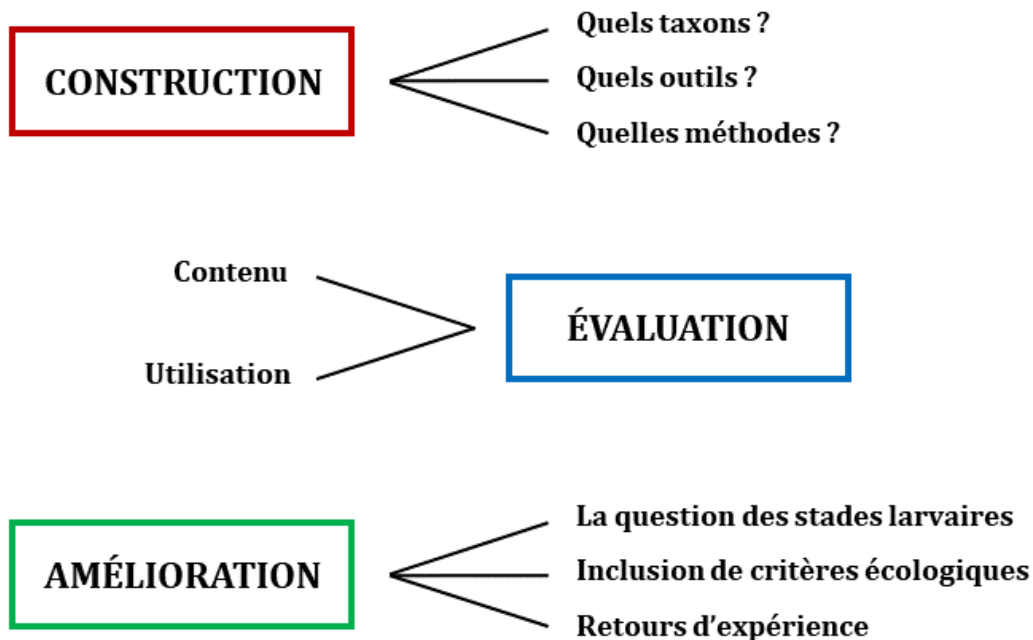 CONSTRUCTION
Quels taxons ?
Quels outils ?
Quelles méthodes ?
Contenu
Utilisation
ÉVALUATION
AMÉLIORATION
La question des stades larvaires
Inclusion de critères écologiques
Retours d'expérience